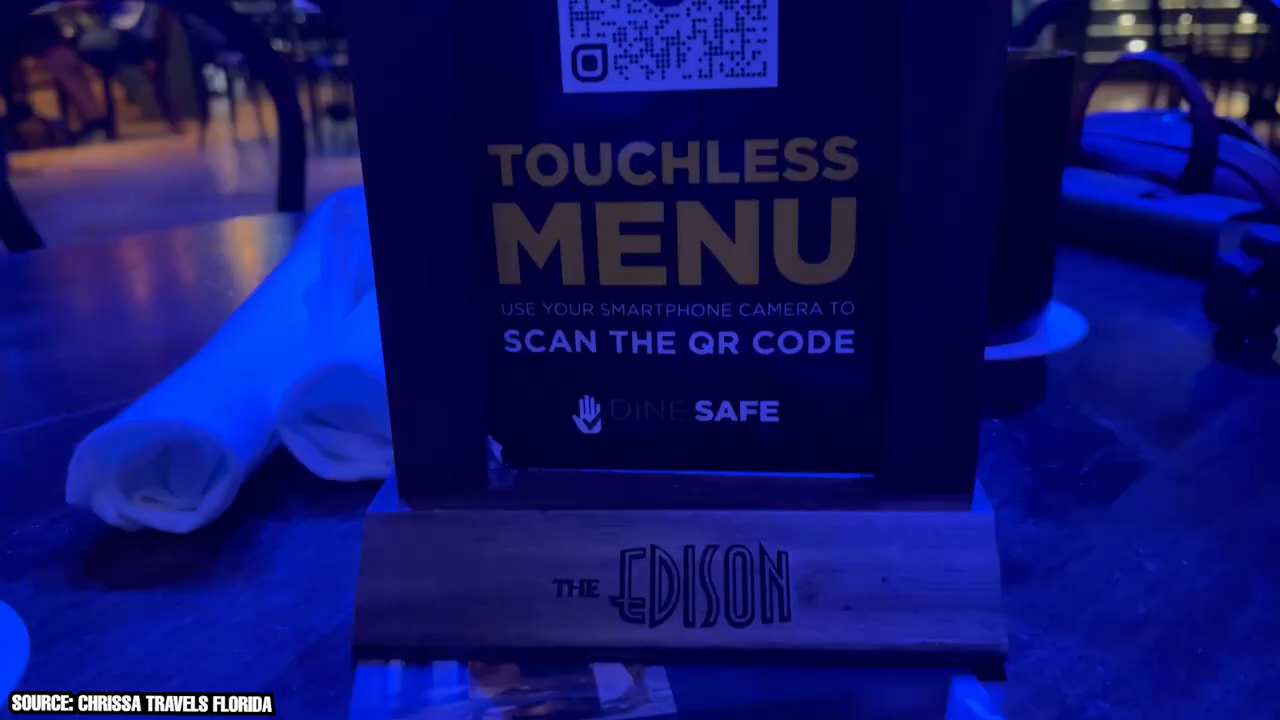 TOUCHLESS
MENU
USE YOUR SMARTPHONE CAMERA TO
SCAN THE QR CODE
DINE SAFE
THE EDISON
SOURCE: CHRISSA TRAVELS FLORIDA